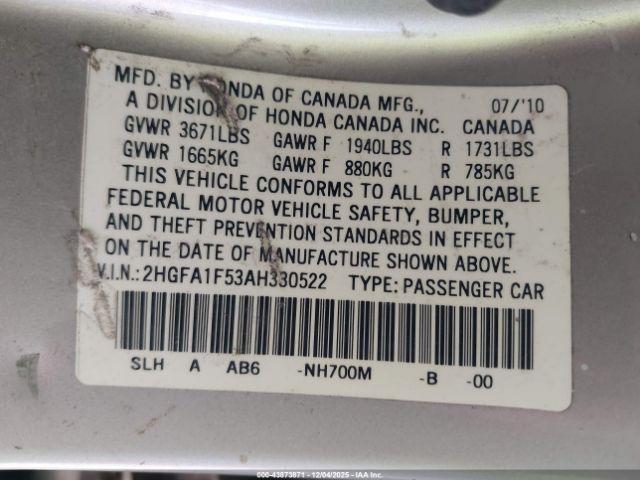 MFD. BY HONDA OF CANADA MFG., 07/'10
A DIVISION OF HONDA CANADA INC. CANADA
GVWR 3671LBS GAWR F 1940LBS R 1731LBS
GVWR 1665KG GAWR F 880KG R 785KG
THIS VEHICLE CONFORMS TO ALL APPLICABLE
FEDERAL MOTOR VEHICLE SAFETY, BUMPER,
AND THEFT PREVENTION STANDARDS IN EFFECT
ON THE DATE OF MANUFACTURE SHOWN ABOVE.
V.I.N.: 2HGFA1F53AH330522 TYPE: PASSENGER CAR
SLH A AB6 -NH700M -B -00
000-43873871 - 12/04/2025 - IAA Inc.